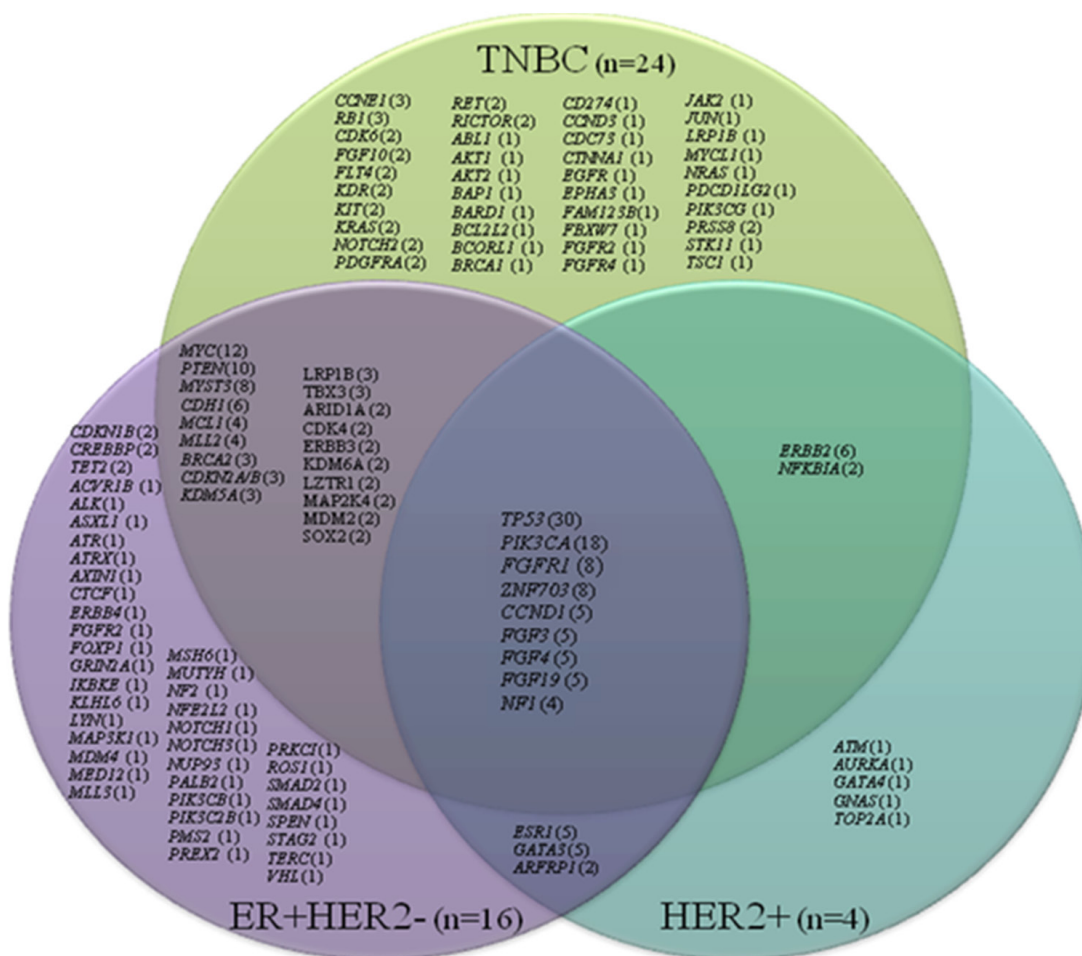 TNBC (n=24)
CCNE1(3)
RB1(3)
CDK6(2)
FGF10(2)
FLT4(2)
KDR(2)
KIT(2)
KRAS(2)
NOTCH2(2)
PDGFRA(2)
RET(2)
RICTOR(2)
ABL1 (1)
AKT1 (1)
AKT2 (1)
BAP1 (1)
BARD1 (1)
BCL2L2(1)
BCORL1 (1)
BRCA1 (1)
CD274(1)
CCND3(1)
CDC73(1)
CTNNA1(1)
EGFR(1)
EPHA3(1)
FAM123B(1)
FBXW7(1)
FGFR2 (1)
FGFR4 (1)
JAK2 (1)
JUN(1)
LRP1B (1)
MYCL1(1)
NRAS (1)
PDCD1LG2(1)
PIK3CG (1)
PRSS8 (2)
STK11 (1)
TSC1 (1)
MYC(12)
PTEN(10)
MYST3(8)
CDH1(6)
MCL1(4)
MLL2(4)
BRCA2(3)
CDKN2A/B(3)
KDM5A(3)
LRP1B(3)
TBX3(3)
ARID1A(2)
CDK4(2)
ERBB3(2)
KDM6A(2)
LZTR1(2)
MAP2K4(2)
MDM2(2)
SOX2(2)
ERBB2(6)
NFKBIA(2)
TP53(30)
PIK3CA(18)
FGFR1(8)
ZNF703(8)
CCND1(5)
FGF3(5)
FGF4(5)
FGF19(5)
NF1(4)
CDKN1B(2)
CREBBP(2)
TET2(2)
ACVR1B(1)
ALK(1)
ASXL1 (1)
ATR(1)
ATRX(1)
AXIN1(1)
CTCF(1)
ERBB4(1)
FGFR2 (1)
FOXP1 (1)
GRIN2A(1)
IKBKE (1)
KLHL6 (1)
LYN(1)
MAP3K1(1)
MDM4 (1)
MED12(1)
MLL3(1)
MSH6(1)
MUTYH (1)
NF2 (1)
NFE2L2 (1)
NOTCH1(1)
NOTCH3(1)
NUP93 (1)
PALB2(1)
PIK3CB(1)
PIK3C2B(1)
PMS2 (1)
PREX2 (1)
PRKCI(1)
ROS1(1)
SMAD2(1)
SMAD4(1)
SPEN (1)
STAG2 (1)
TERC(1)
VHL(1)
ESR1(5)
GATA3(5)
ARFRP1(2)
ATM(1)
AURKA(1)
GATA4(1)
GNAS(1)
TOP2A(1)
ER+HER2- (n=16)
HER2+ (n=4)